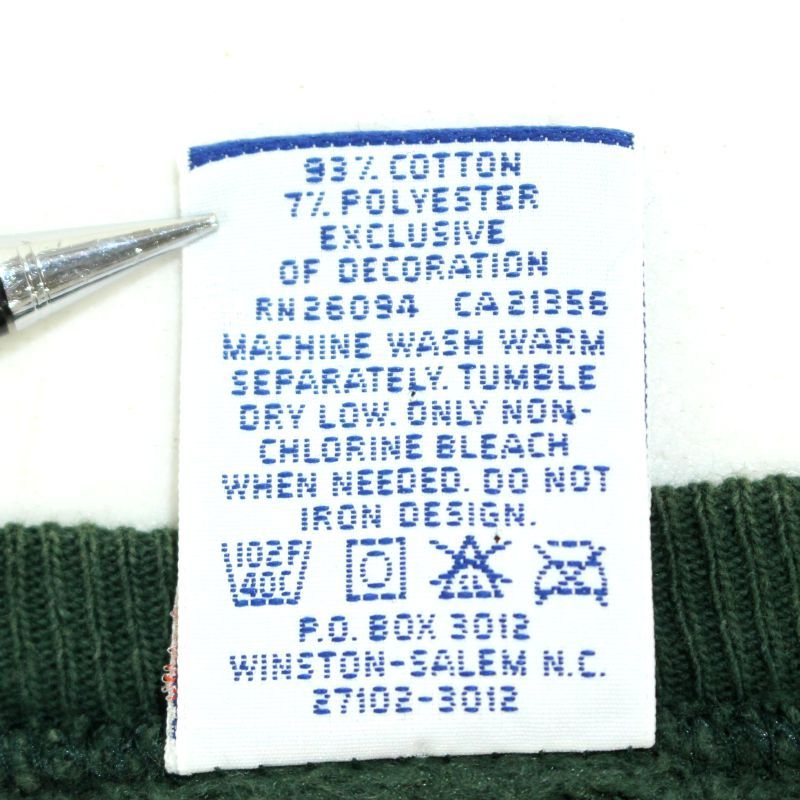 93% COTTON
7% POLYESTER
EXCLUSIVE
OF DECORATION
RN26094 CA21356
MACHINE WASH WARM
SEPARATELY. TUMBLE
DRY LOW. ONLY NON-
CHLORINE BLEACH
WHEN NEEDED. DO NOT
IRON DESIGN.
102F
40C
P.O. BOX 3012
WINSTON-SALEM N.C.
27102-3012